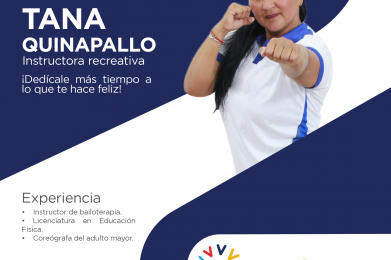 TANA
QUINAPALLO
Instructora recreativa
¡Dedícale más tiempo a
lo que te hace feliz!
Experiencia
• Instructor de bailoterapia.
• Licenciatura en Educación
Física.
• Coreógrafa del adulto mayor.